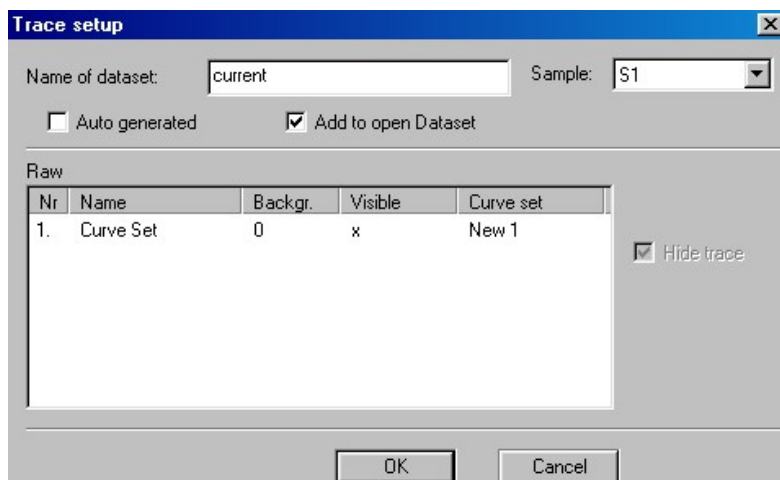 Trace setup
Name of dataset: current Sample: S1
Auto generated Add to open Dataset
Raw
Nr Name Backgr. Visible Curve set
1. Curve Set 0 x New 1
Hide trace
OK Cancel